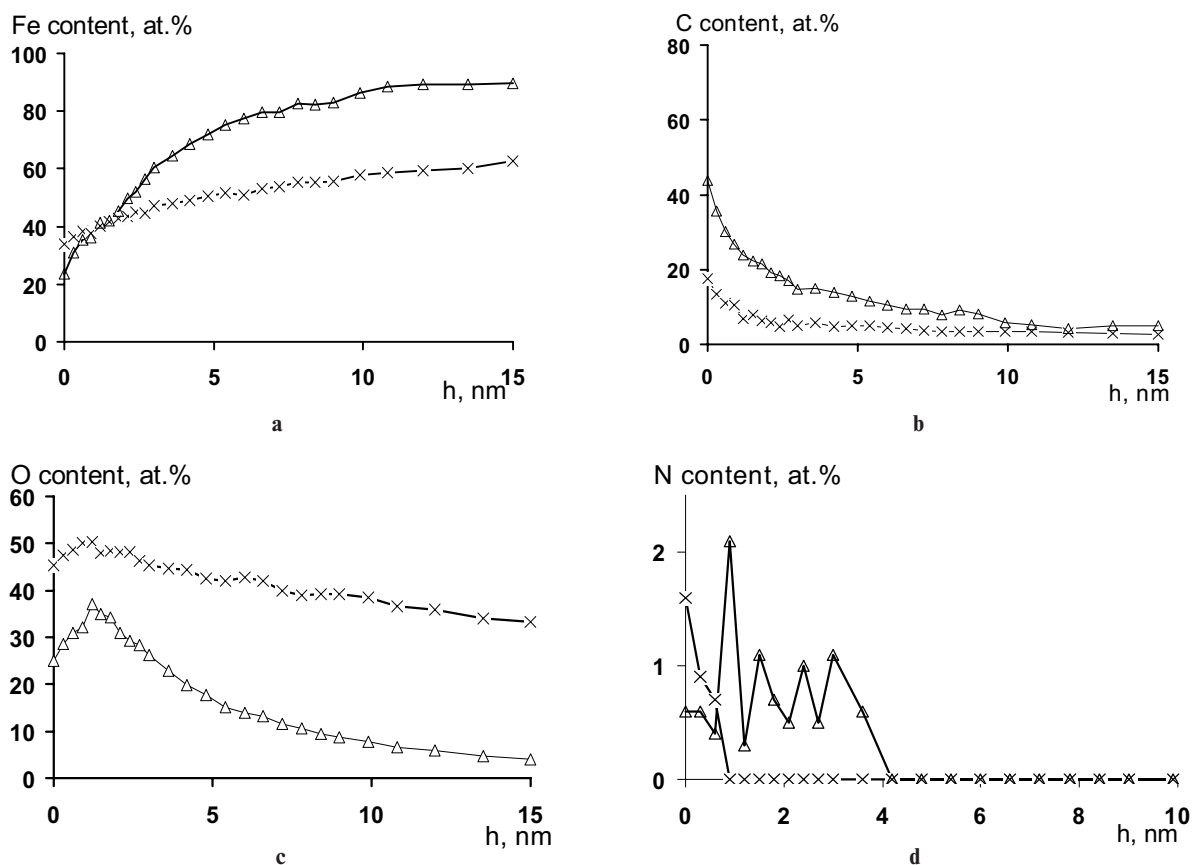 Fe content, at.%
100
80
60
40
20
0
0 5 10 15
h, nm
a
C content, at.%
80
60
40
20
0
0 5 10 15
h, nm
b
O content, at.%
60
50
40
30
20
10
0
0 5 10 15
h, nm
c
N content, at.%
2
1
0
0 2 4 6 8 10
h, nm
d